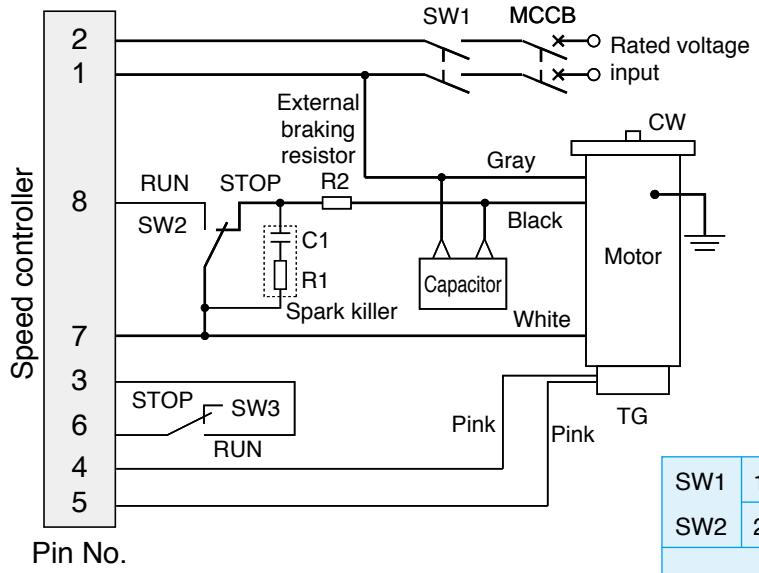 SW1
MCCB
2
Rated voltage
1
input
External
braking
resistor
CW
Gray
RUN
STOP
R2
8
SW2
Black
C1
Motor
R1
Capacitor
Spark killer
White
7
3
STOP
SW3
6
RUN
Pink
Pink
TG
4
5
Speed controller
Pin No.
SW1
SW2
2